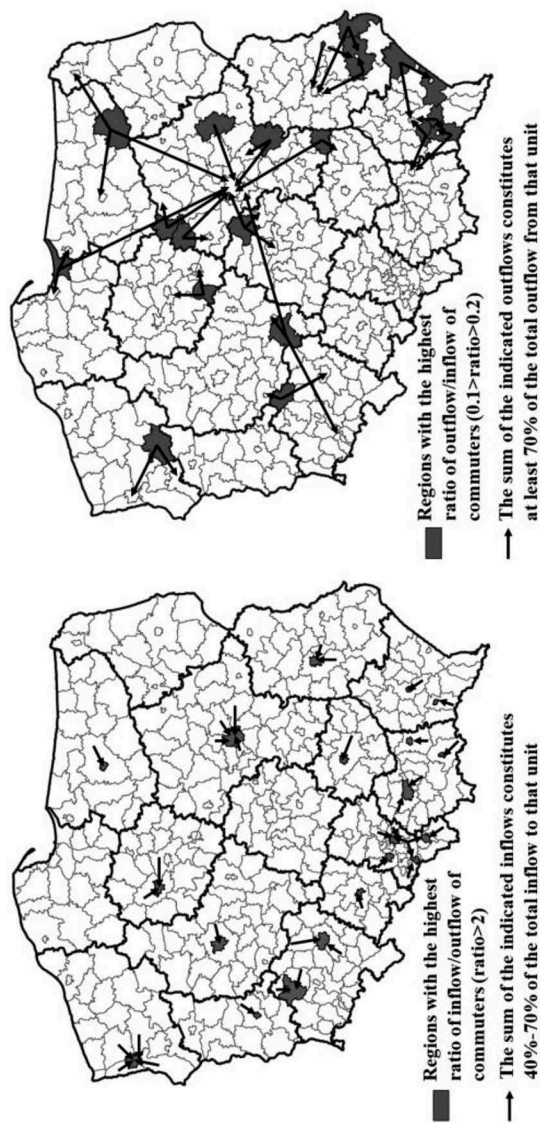 Regions with the highest
ratio of inflow/outflow of
commuters (ratio>2)
The sum of the indicated inflows constitutes
40%-70% of the total inflow to that unit
Regions with the highest
ratio of outflow/inflow of
commuters (0.1>ratio>0.2)
The sum of the indicated outflows constitutes
at least 70% of the total outflow from that unit